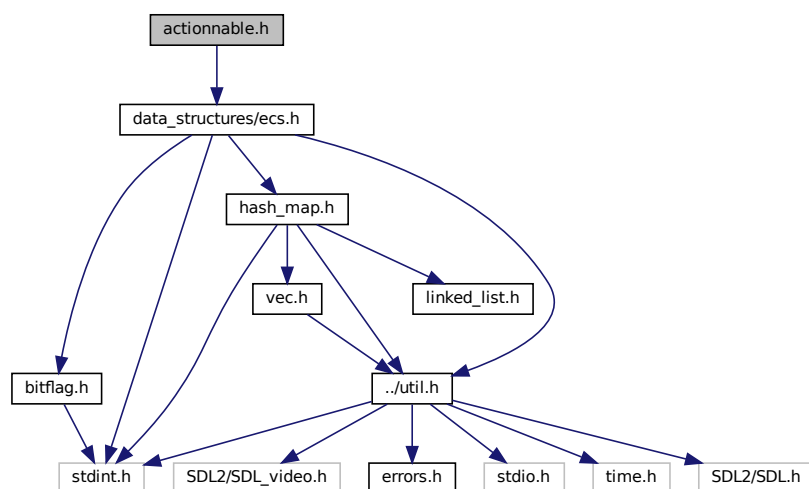 actionnable.h
data_structures/ecs.h
hash_map.h
vec.h
linked_list.h
bitflag.h
../util.h
stdint.h
SDL2/SDL_video.h
errors.h
stdio.h
time.h
SDL2/SDL.h